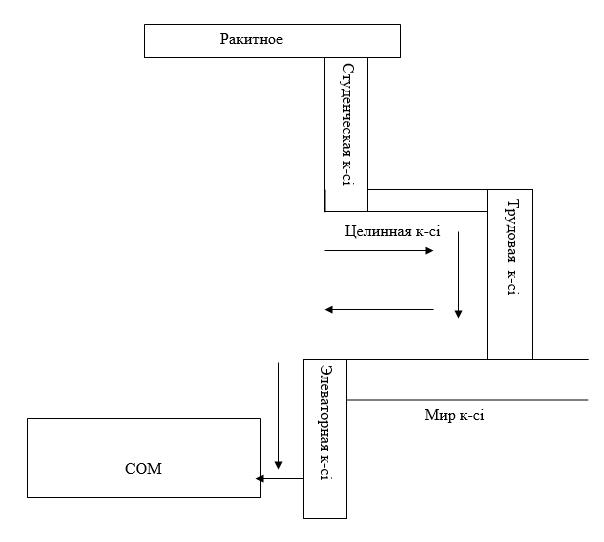 Ракитное
Студенческая к-сі
Трудовая к-сі
Целинная к-сі
Элеваторная к-сі
Мир к-сі
СОМ